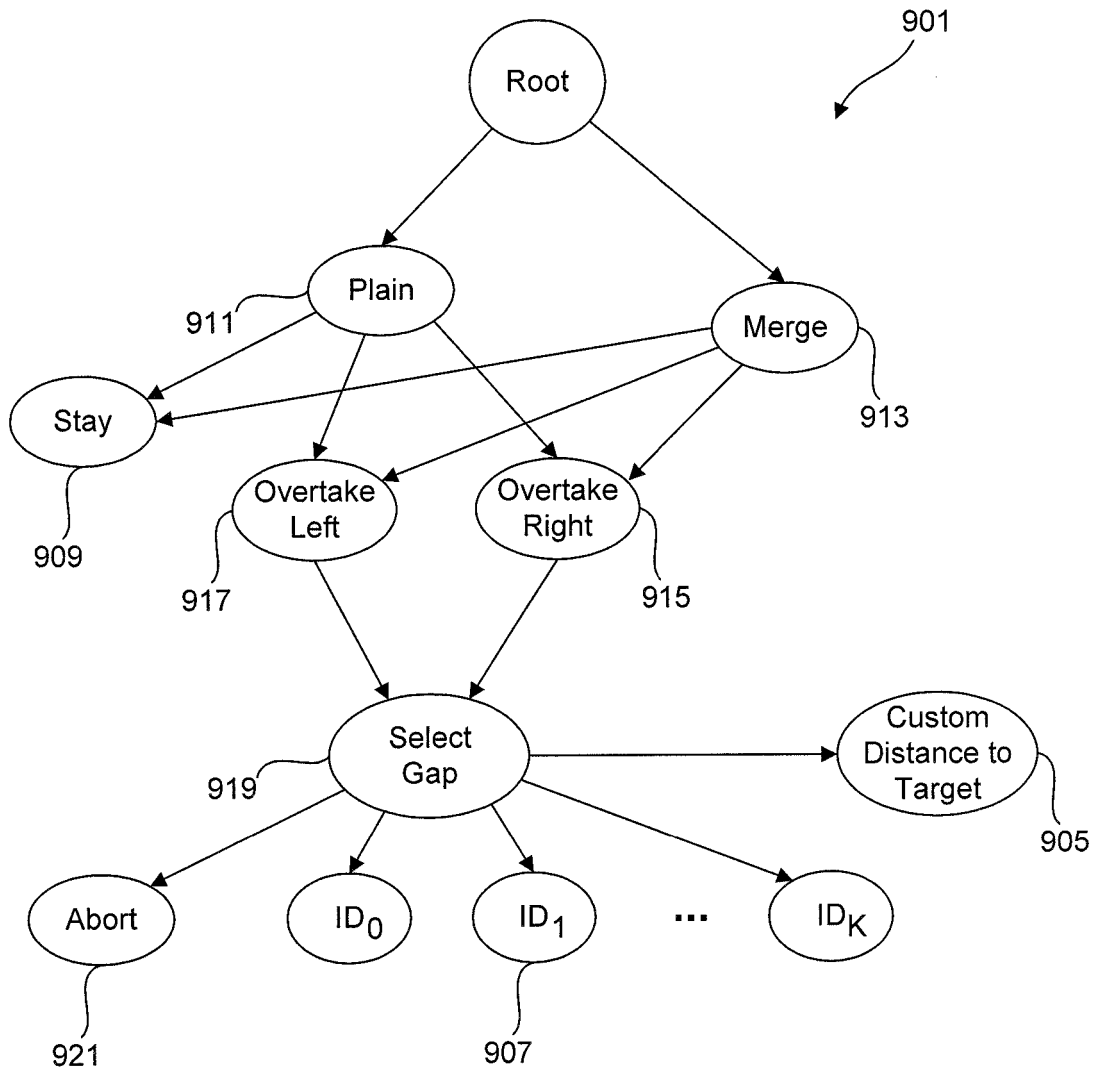 901
Root
Plain
911
Merge
913
Stay
909
Overtake
Left
917
Overtake
Right
915
Select
Gap
919
Custom
Distance to
Target
905
Abort
ID0
ID1
...
IDK
921
907